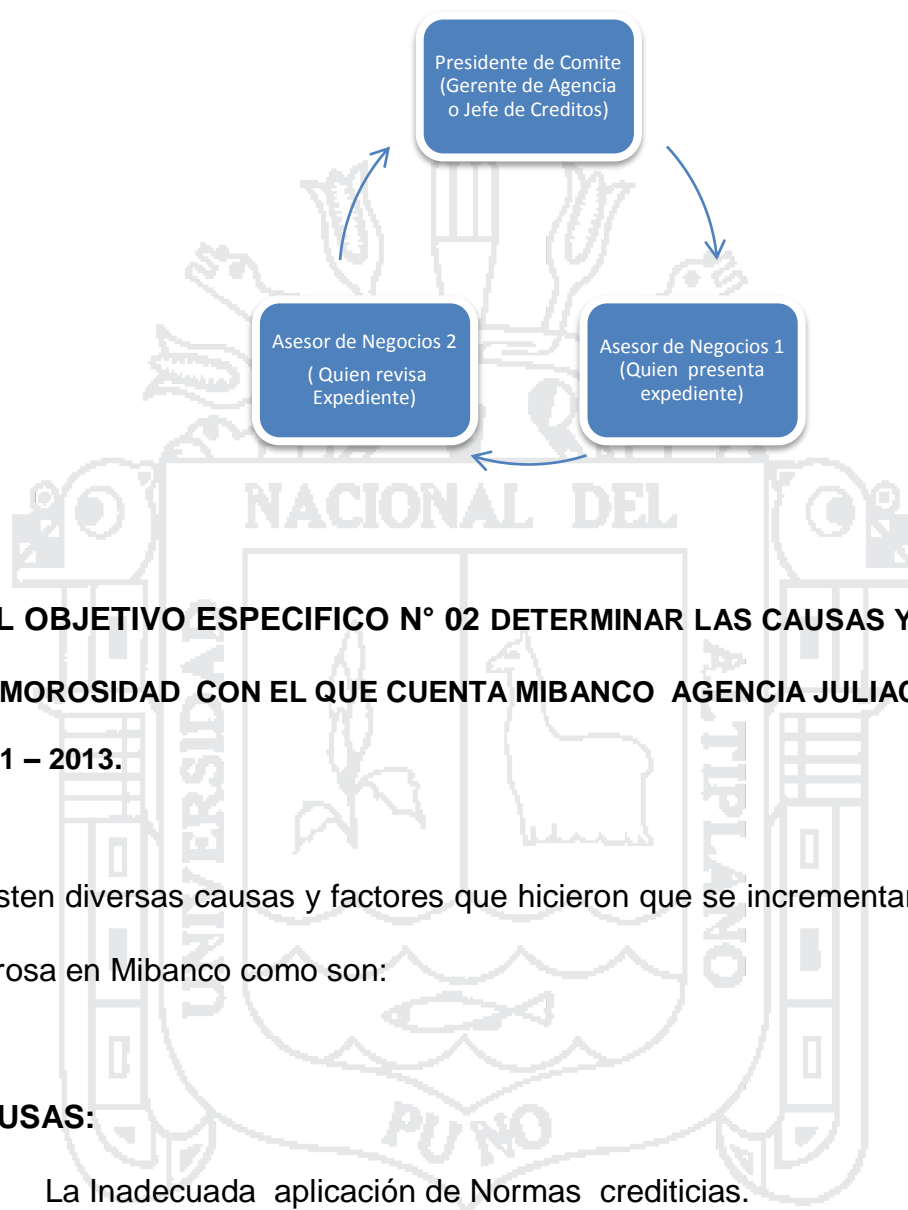 Presidente de Comite
(Gerente de Agencia
o Jefe de Creditos)
Asesor de Negocios 2
( Quien revisa
Expediente)
Asesor de Negocios 1
(Quien presenta
expediente)
NACIONAL DEL
UNIVERSIDAD
ALTIPLANO
PUNO
L OBJETIVO ESPECIFICO N° 02 DETERMINAR LAS CAUSAS Y
MOROSIDAD CON EL QUE CUENTA MIBANCO AGENCIA JULIAC
1 – 2013.
sten diversas causas y factores que hicieron que se incrementar
rosa en Mibanco como son:
USAS:
La Inadecuada aplicación de Normas crediticias.